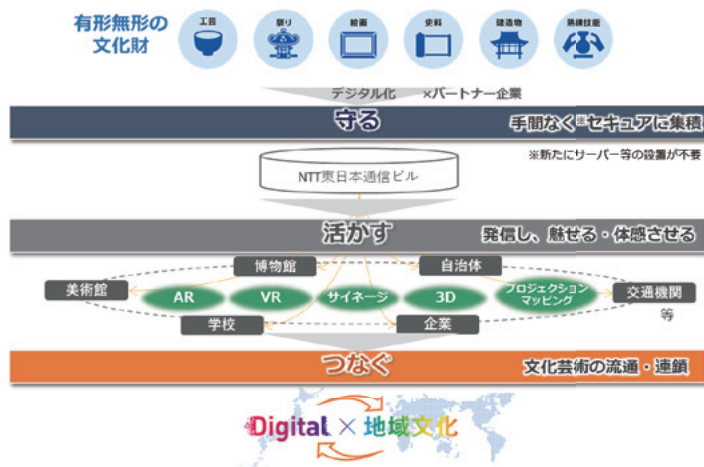 有形無形の
文化財
工芸
祭り
絵画
史料
建造物
熟練技能
デジタル化 ×パートナー企業
守る
手間なく※セキュアに集積
※新たにサーバー等の設置が不要
NTT東日本通信ビル
活かす
発信し、魅せる・体感させる
博物館
自治体
美術館
AR
VR
サイネージ
3D
プロジェクション
マッピング
交通機関
等
学校
企業
つなぐ
文化芸術の流通・連鎖
Digital × 地域文化